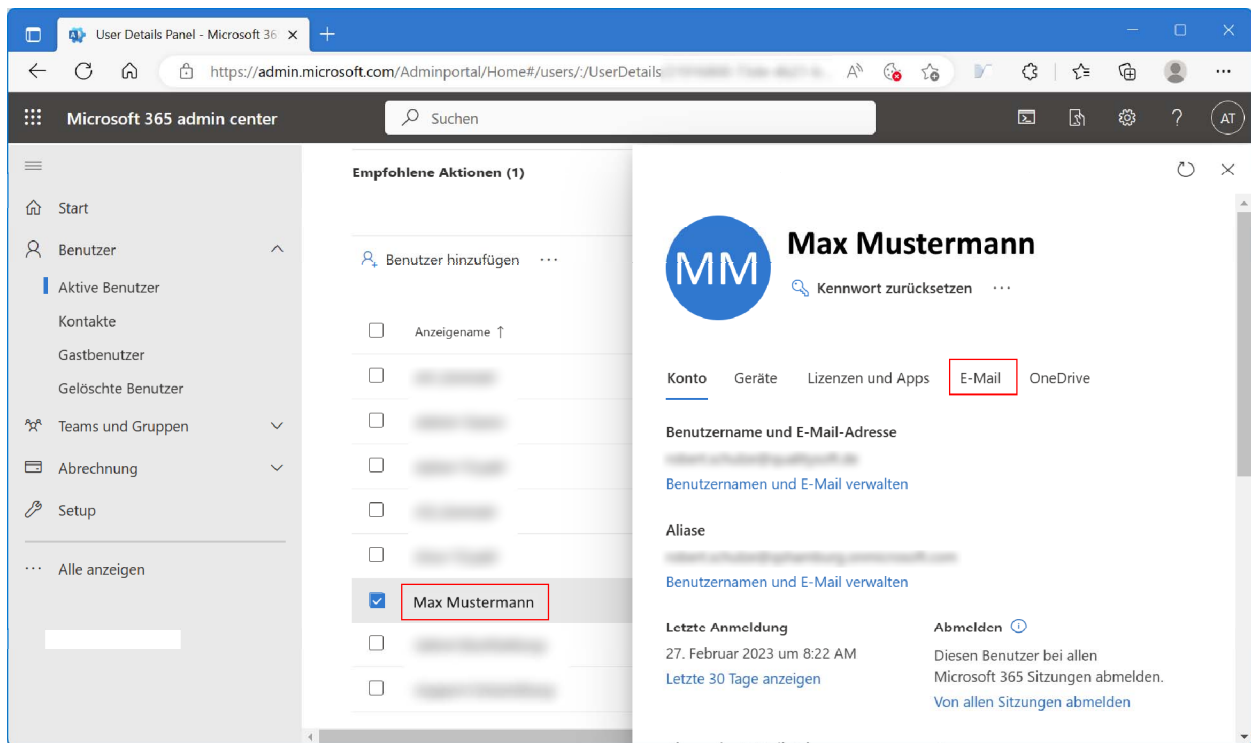 User Details Panel - Microsoft 36
https://admin.microsoft.com/Adminportal/Home#/users/:/UserDetails
Microsoft 365 admin center
Suchen
AT
Start
Benutzer
Aktive Benutzer
Kontakte
Gastbenutzer
Gelöschte Benutzer
Teams und Gruppen
Abrechnung
Setup
Alle anzeigen
Empfohlene Aktionen (1)
Benutzer hinzufügen
Anzeigename ↑
Max Mustermann
MM
Max Mustermann
Kennwort zurücksetzen
Konto Geräte Lizenzen und Apps E-Mail OneDrive
Benutzername und E-Mail-Adresse
Benutzernamen und E-Mail verwalten
Aliase
Benutzernamen und E-Mail verwalten
Letzte Anmeldung
27. Februar 2023 um 8:22 AM
Letzte 30 Tage anzeigen
Abmelden
Diesen Benutzer bei allen
Microsoft 365 Sitzungen abmelden.
Von allen Sitzungen abmelden